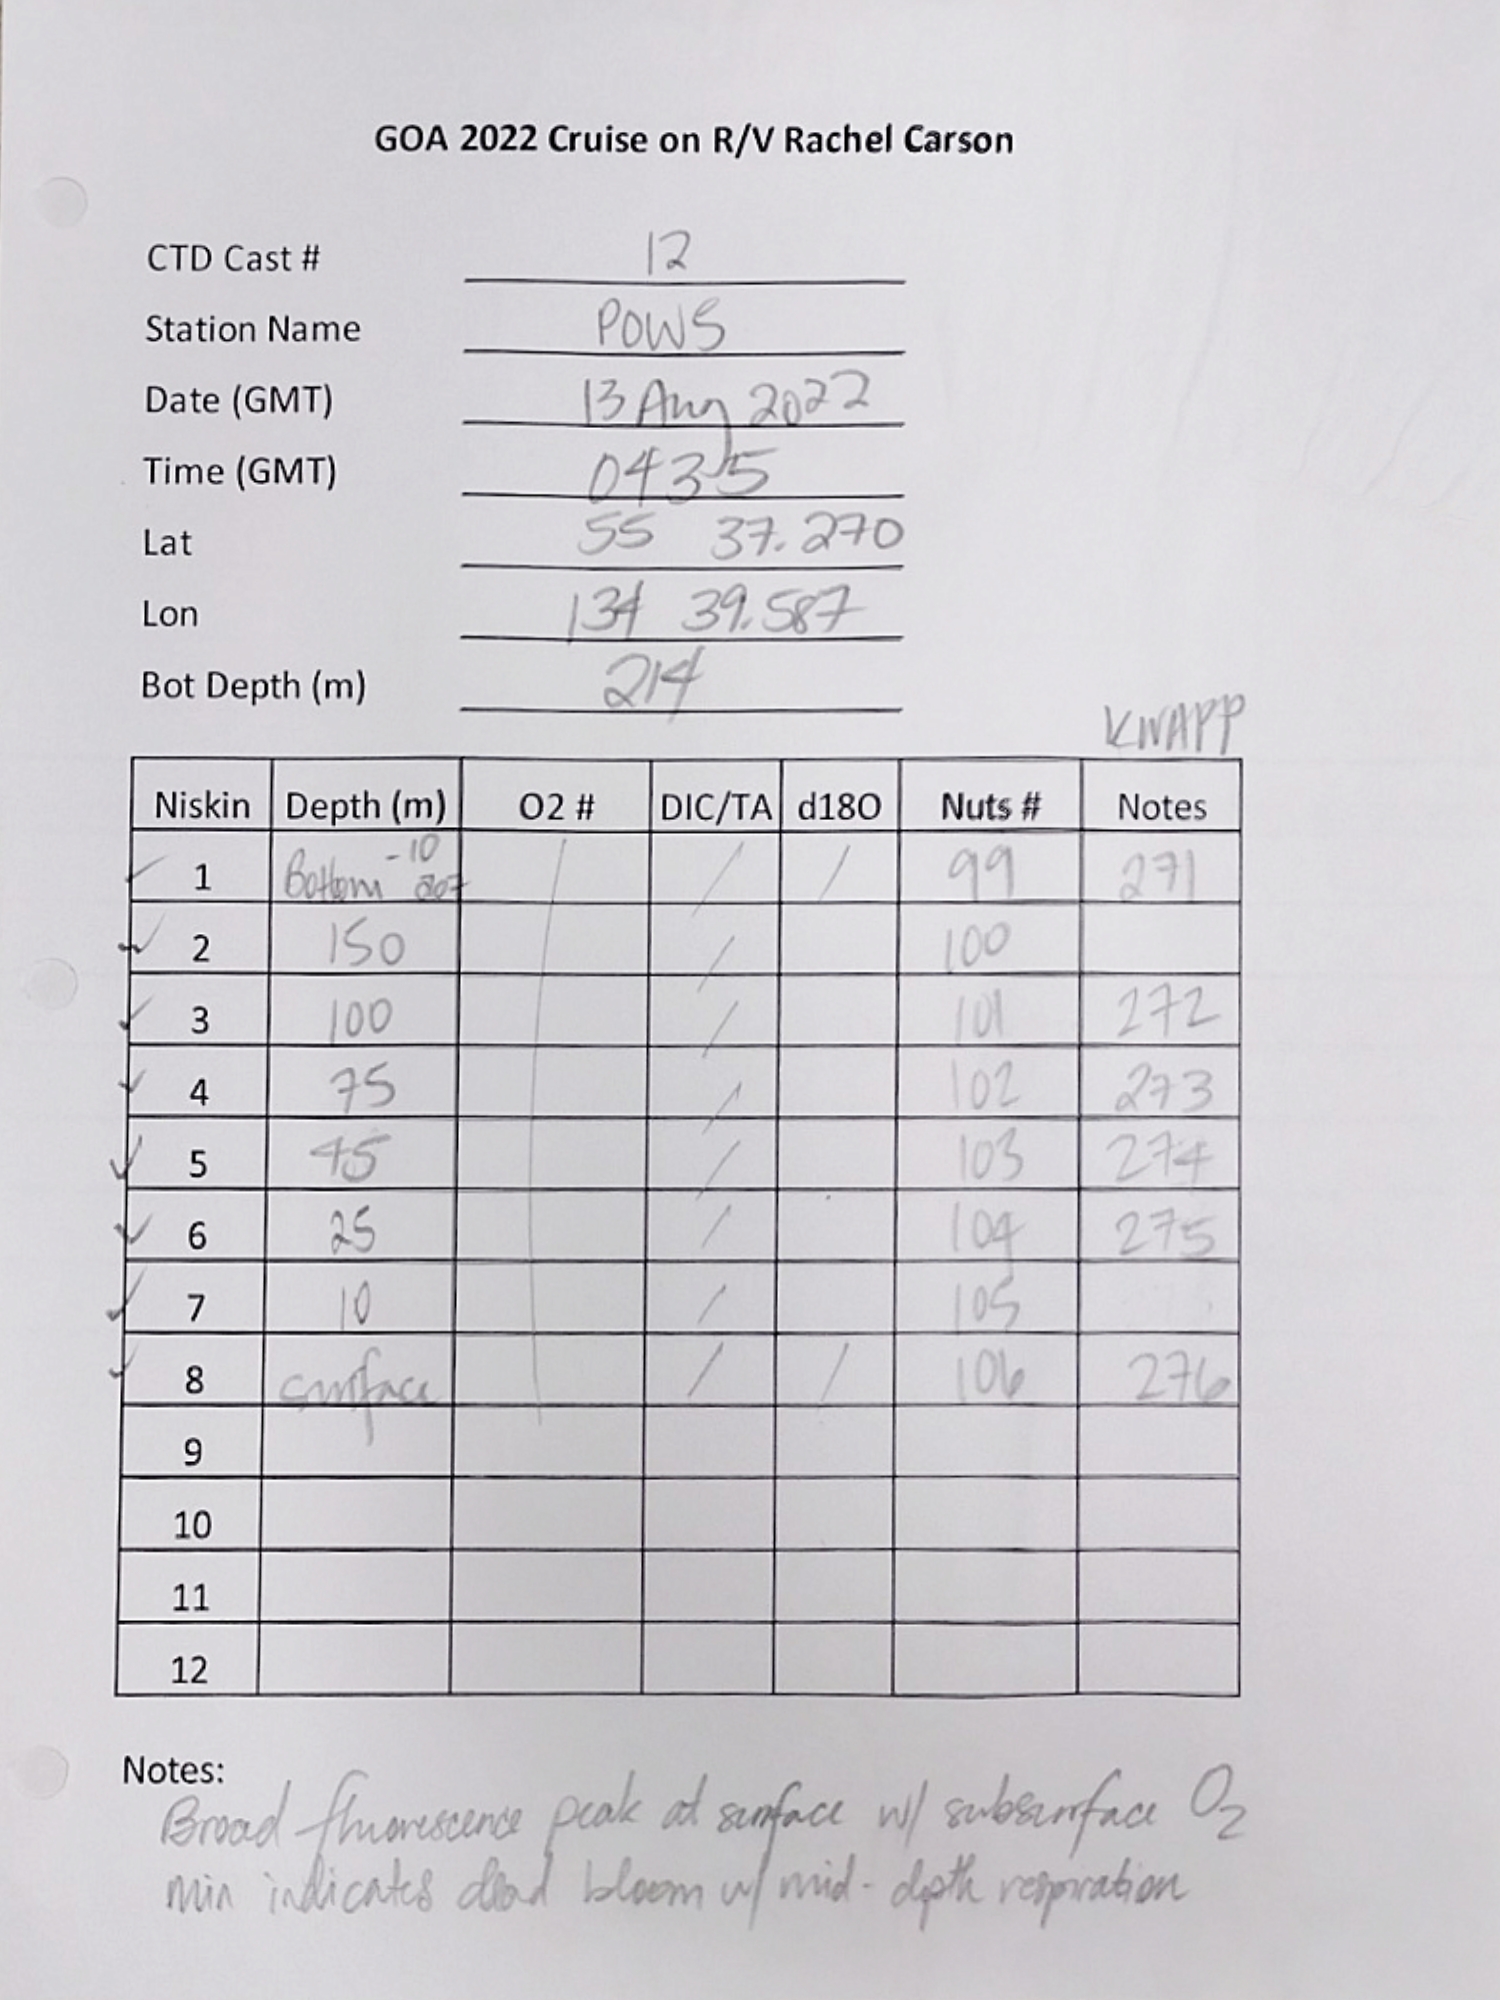 GOA 2022 Cruise on R/V Rachel Carson
CTD Cast # 12
Station Name POWS
Date (GMT) 13 Aug 2022
Time (GMT) 0435
Lat 55 37.270
Lon 134 39.587
Bot Depth (m) 214
KNAPP
Niskin Depth (m) O2 # DIC/TA d18O Nuts # Notes
✓ 1 Bottom -10 207 / / 99 271
✓ 2 150 / 100
✓ 3 100 / 101 272
✓ 4 75 / 102 273
✓ 5 45 / 103 274
✓ 6 25 / 104 275
✓ 7 10 / 105
✓ 8 surface / / 106 276
9
10
11
12
Notes:
Broad fluorescence peak at surface w/ subsurface O2
min indicates dead bloom w/ mid-depth respiration